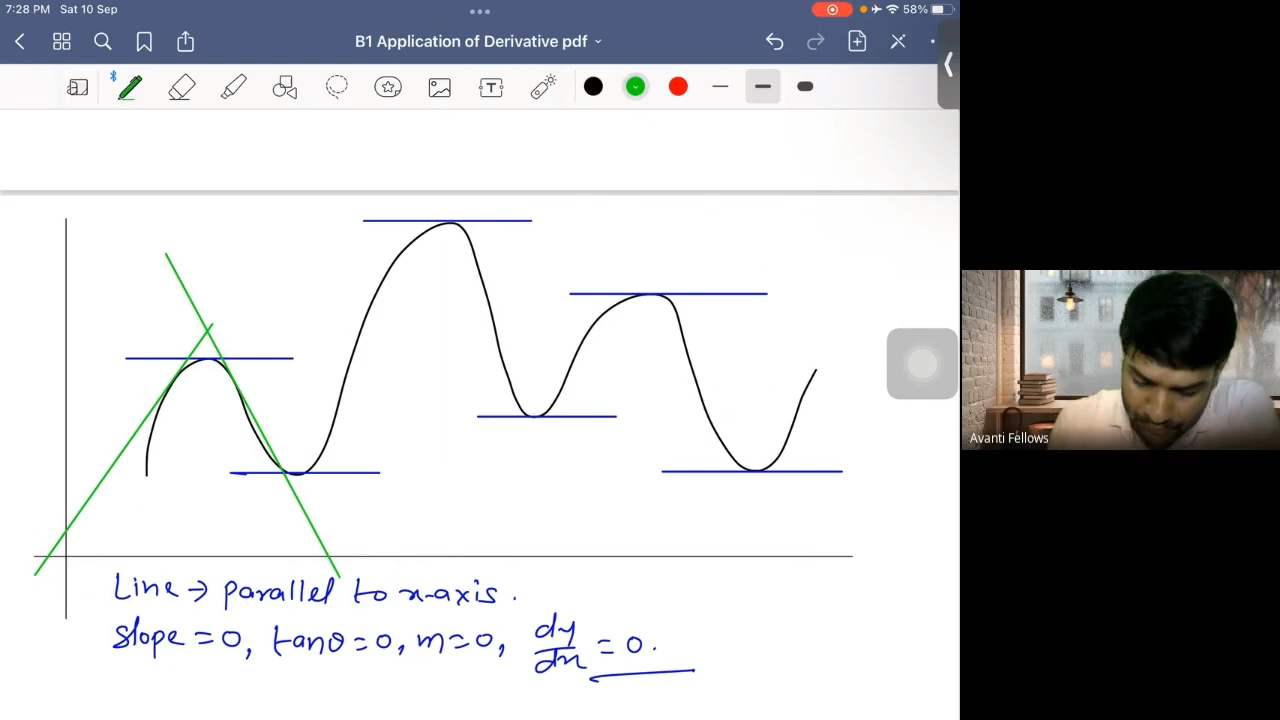 7:28 PM Sat 10 Sep
58%
B1 Application of Derivative pdf
T
Avanti Fellows
Line → parallel to x-axis.
Slope = 0, tanθ = 0, m = 0, dy/dx = 0.